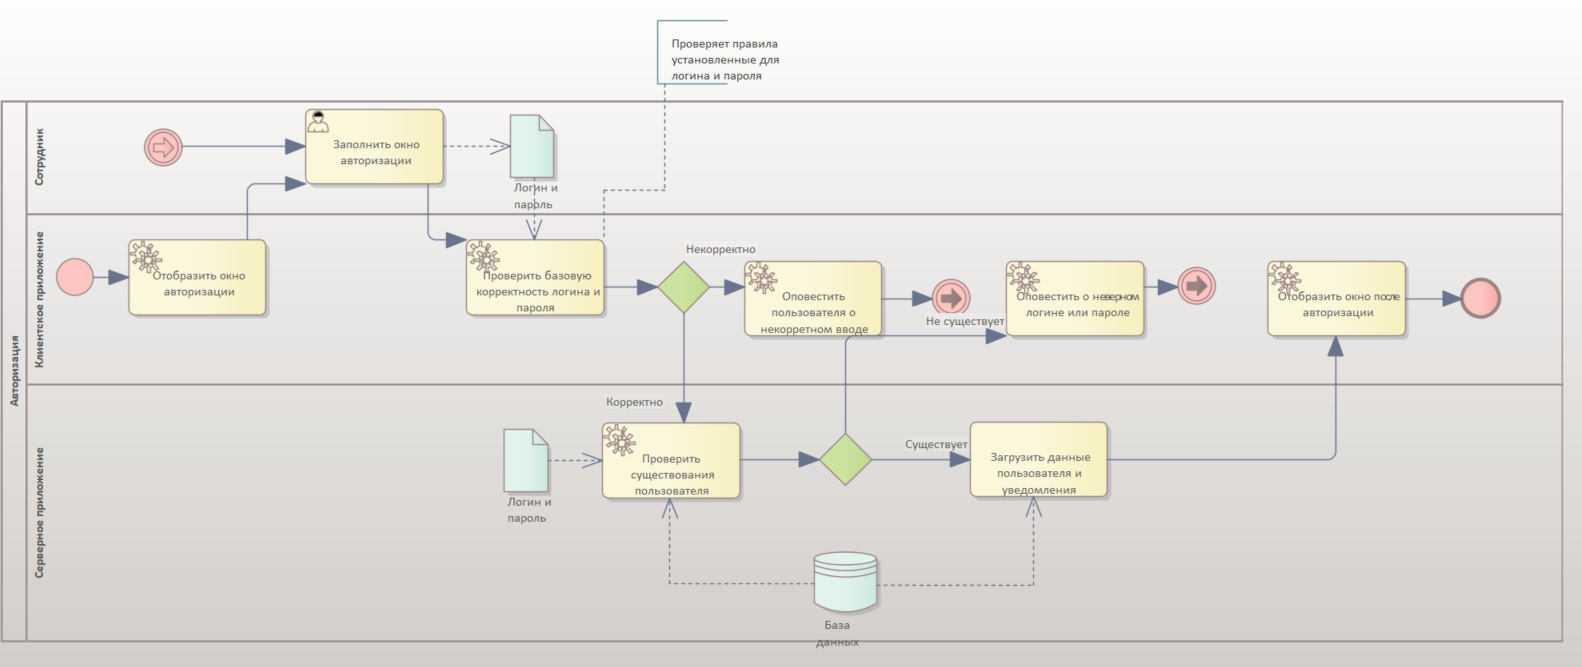 Проверяет правила
установленные для
логина и пароля
Авторизация
Сотрудник
Заполнить окно
авторизации
Логин и
пароль
Клиентское приложение
Отобразить окно
авторизации
Проверить базовую
корректность логина и
пароля
Некорректно
Оповестить
пользователя о
некорректном вводе
Не существует
Оповестить о неверном
логине или пароле
Отобразить окно после
авторизации
Серверное приложение
Корректно
Логин и
пароль
Проверить
существования
пользователя
Существует
Загрузить данные
пользователя и
уведомления
База
данных